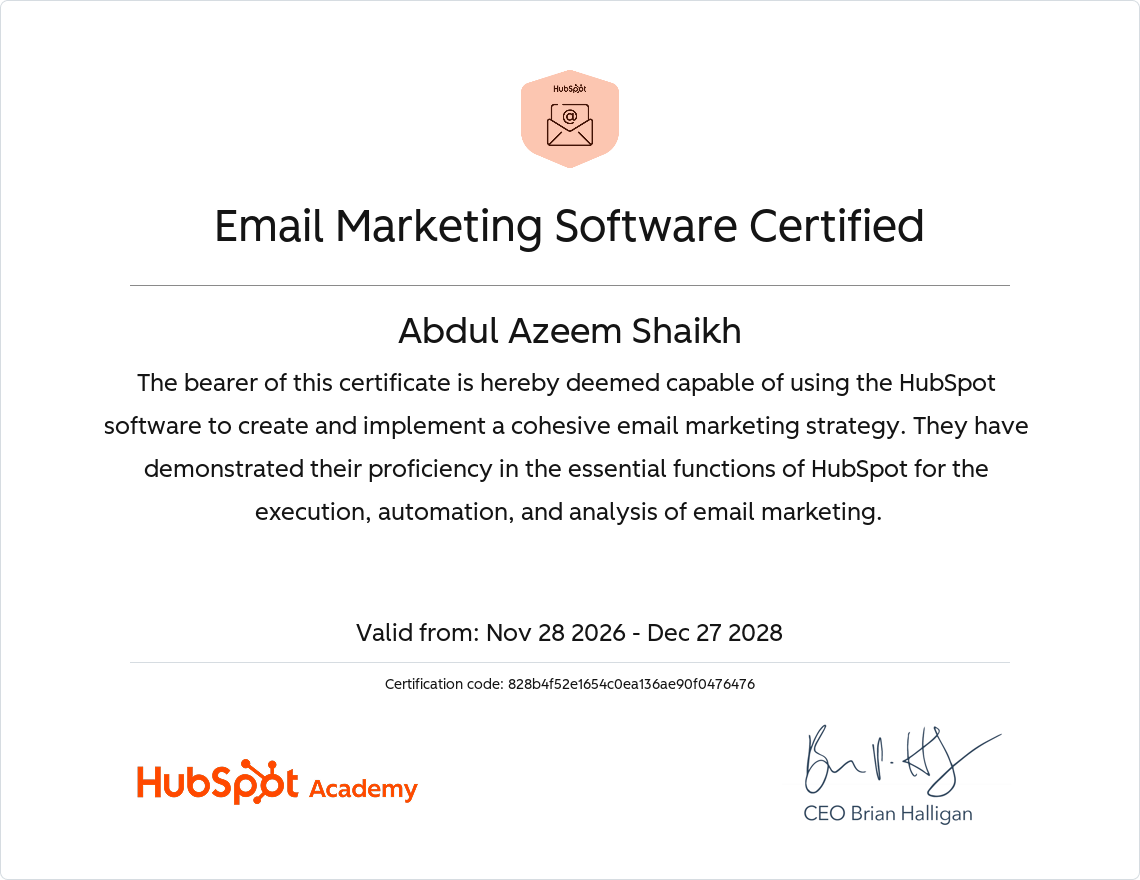 HubSpot
@
Email Marketing Software Certified
Abdul Azeem Shaikh
The bearer of this certificate is hereby deemed capable of using the HubSpot
software to create and implement a cohesive email marketing strategy. They have
demonstrated their proficiency in the essential functions of HubSpot for the
execution, automation, and analysis of email marketing.
Valid from: Nov 28 2026 - Dec 27 2028
Certification code: 828b4f52e1654c0ea136ae90f0476476
HubSpot Academy
CEO Brian Halligan